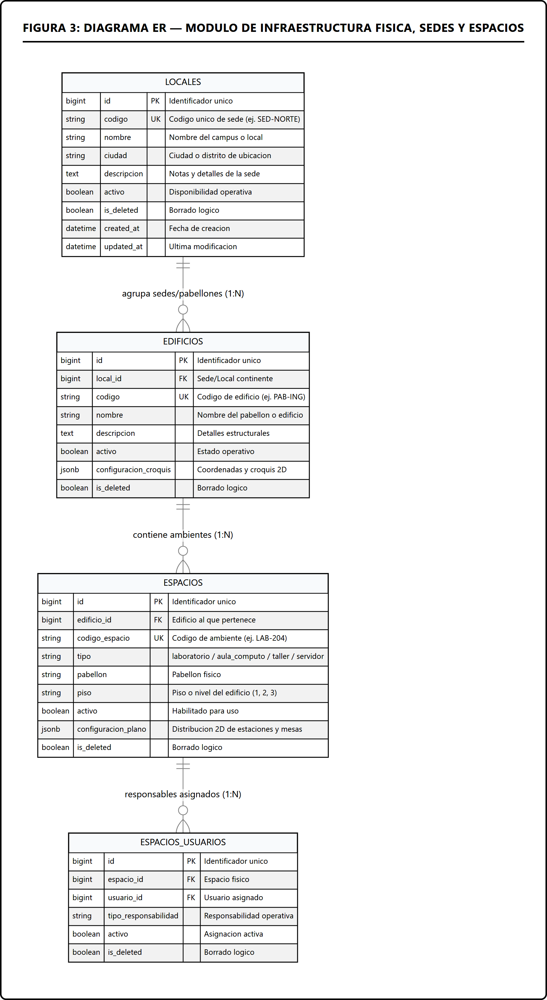 FIGURA 3: DIAGRAMA ER — MODULO DE INFRAESTRUCTURA FISICA, SEDES Y ESPACIOS
LOCALES
bigint id PK Identificador unico
string codigo UK Codigo unico de sede (ej. SED-NORTE)
string nombre Nombre del campus o local
string ciudad Ciudad o distrito de ubicacion
text descripcion Notas y detalles de la sede
boolean activo Disponibilidad operativa
boolean is_deleted Borrado logico
datetime created_at Fecha de creacion
datetime updated_at Ultima modificacion
agrupa sedes/pabellones (1:N)
EDIFICIOS
bigint id PK Identificador unico
bigint local_id FK Sede/Local continente
string codigo UK Codigo de edificio (ej. PAB-ING)
string nombre Nombre del pabellon o edificio
text descripcion Detalles estructurales
boolean activo Estado operativo
jsonb configuracion_croquis Coordenadas y croquis 2D
boolean is_deleted Borrado logico
contiene ambientes (1:N)
ESPACIOS
bigint id PK Identificador unico
bigint edificio_id FK Edificio al que pertenece
string codigo_espacio UK Codigo de ambiente (ej. LAB-204)
string tipo laboratorio / aula_computo / taller / servidor
string pabellon Pabellon fisico
string piso Piso o nivel del edificio (1, 2, 3)
boolean activo Habilitado para uso
jsonb configuracion_plano Distribucion 2D de estaciones y mesas
boolean is_deleted Borrado logico
responsables asignados (1:N)
ESPACIOS_USUARIOS
bigint id PK Identificador unico
bigint espacio_id FK Espacio fisico
bigint usuario_id FK Usuario asignado
string tipo_responsabilidad Responsabilidad operativa
boolean activo Asignacion activa
boolean is_deleted Borrado logico